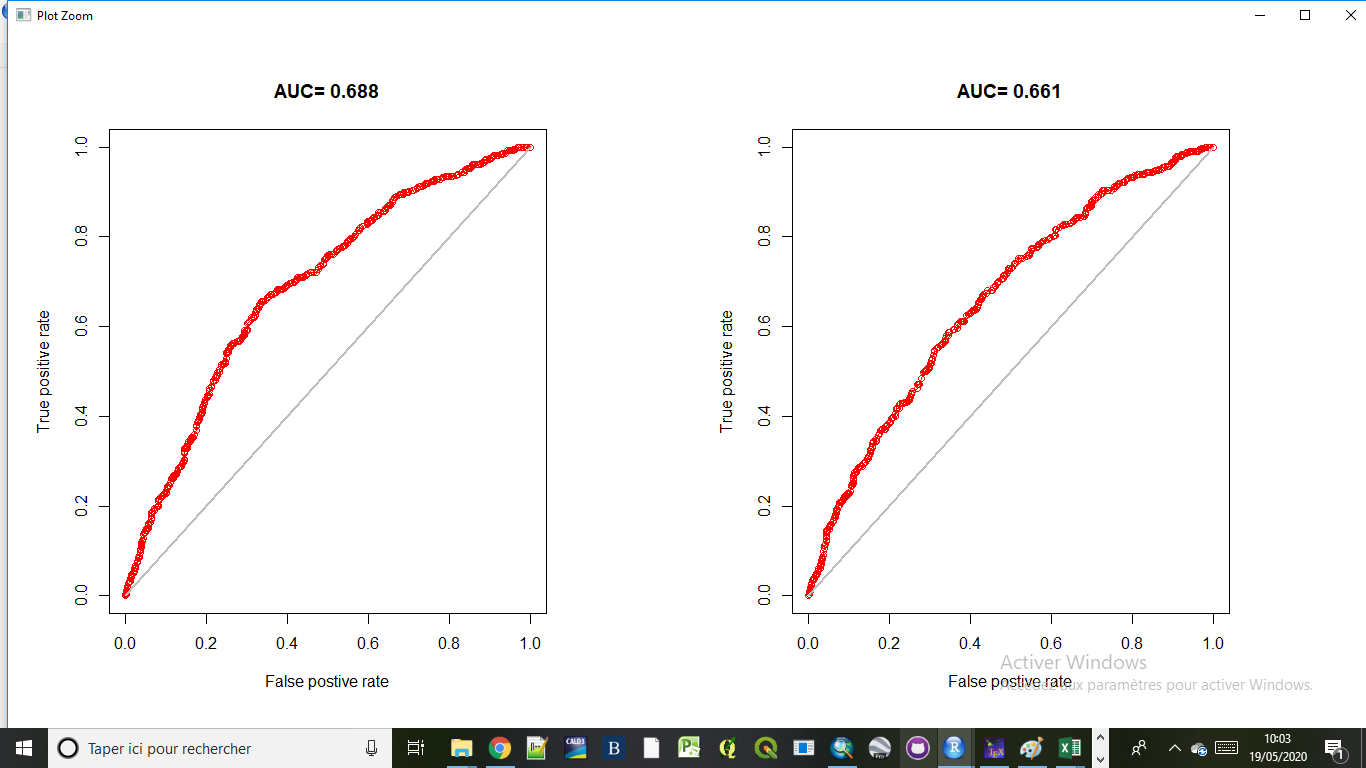 Plot Zoom
AUC= 0.688
True positive rate
1.0
0.8
0.6
0.4
0.2
0.0
0.0 0.2 0.4 0.6 0.8 1.0
False postive rate
AUC= 0.661
True positive rate
1.0
0.8
0.6
0.4
0.2
0.0
0.0 0.2 0.4 0.6 0.8 1.0
False postive rate
Activer Windows
Accédez aux paramètres pour activer Windows.
Taper ici pour rechercher
CALD3
B
R
TEX
10:03
19/05/2020
1